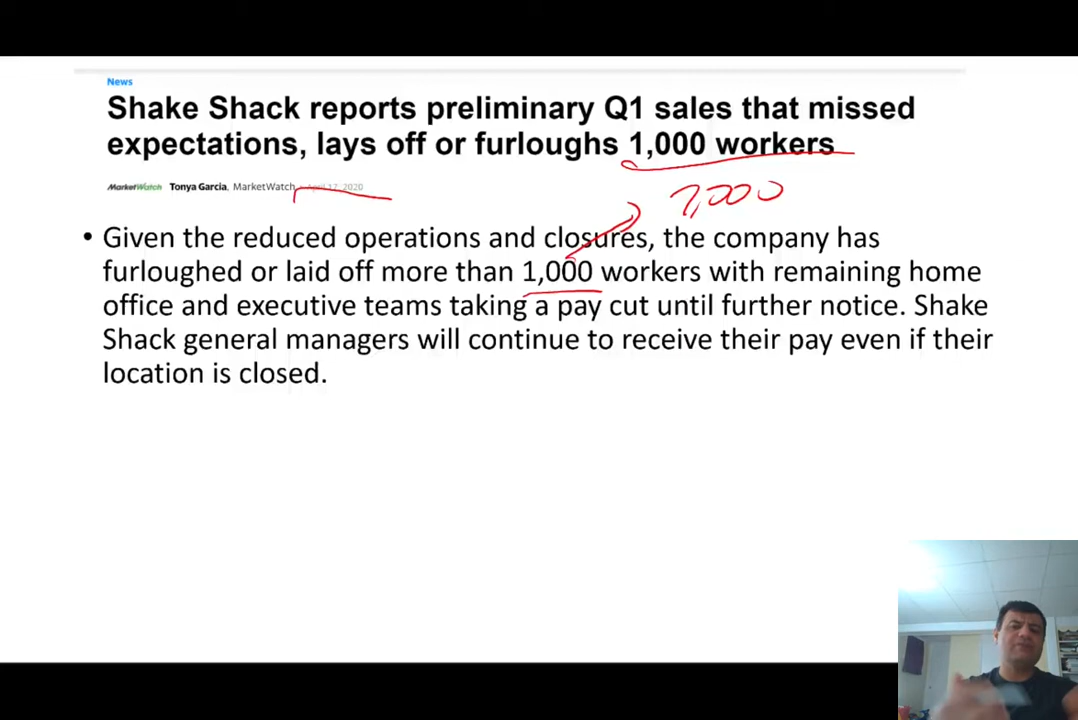 News
Shake Shack reports preliminary Q1 sales that missed
expectations, lays off or furloughs 1,000 workers
MarketWatch Tonya Garcia, MarketWatch • April 17, 2020
7,000
• Given the reduced operations and closures, the company has
furloughed or laid off more than 1,000 workers with remaining home
office and executive teams taking a pay cut until further notice. Shake
Shack general managers will continue to receive their pay even if their
location is closed.